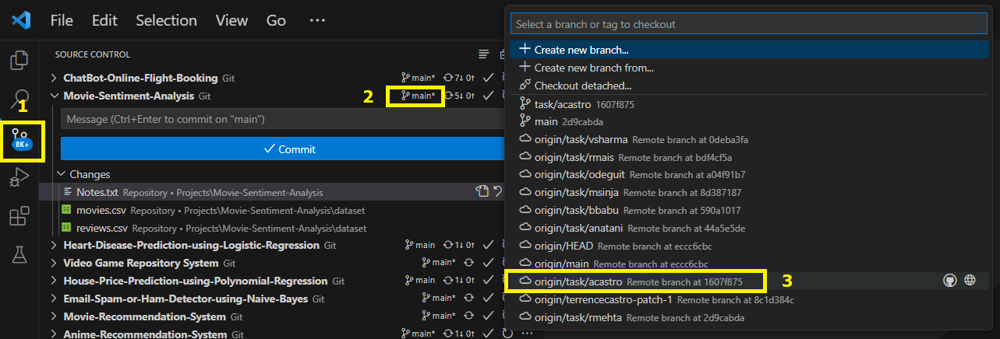 File Edit Selection View Go ···
SOURCE CONTROL
ChatBot-Online-Flight-Booking Git main* 7↓ 0↑
Movie-Sentiment-Analysis Git 2 main* 5↓ 0↑
1
Message (Ctrl+Enter to commit on "main")
8K+
Commit
Changes
Notes.txt Repository • Projects\Movie-Sentiment-Analysis
movies.csv Repository • Projects\Movie-Sentiment-Analysis\dataset
reviews.csv Repository • Projects\Movie-Sentiment-Analysis\dataset
Heart-Disease-Prediction-using-Logistic-Regression Git main 1↓ 0↑
Video Game Repository System Git main*
House-Price-Prediction-using-Polynomial-Regression Git main 1↓ 0↑
Email-Spam-or-Ham-Detector-using-Naive-Bayes Git main*
Movie-Recommendation-System Git main*
Anime-Recommendation-System Git main* 1↓ 0↑ ···
Select a branch or tag to checkout
Create new branch...
Create new branch from...
Checkout detached...
task/acastro 1607f875
main 2d9cabda
origin/task/vsharma Remote branch at 0deba3fa
origin/task/rmais Remote branch at bdf4cf5a
origin/task/odeguit Remote branch at a04f91b7
origin/task/msinja Remote branch at 8d387187
origin/task/bbabu Remote branch at 590a1017
origin/task/anatani Remote branch at 44a5e5de
origin/HEAD Remote branch at eccc6cbc
origin/main Remote branch at eccc6cbc
origin/task/acastro Remote branch at 1607f875 3
origin/terrencecastro-patch-1 Remote branch at 8c1d384c
origin/task/rmehta Remote branch at 2d9cabda